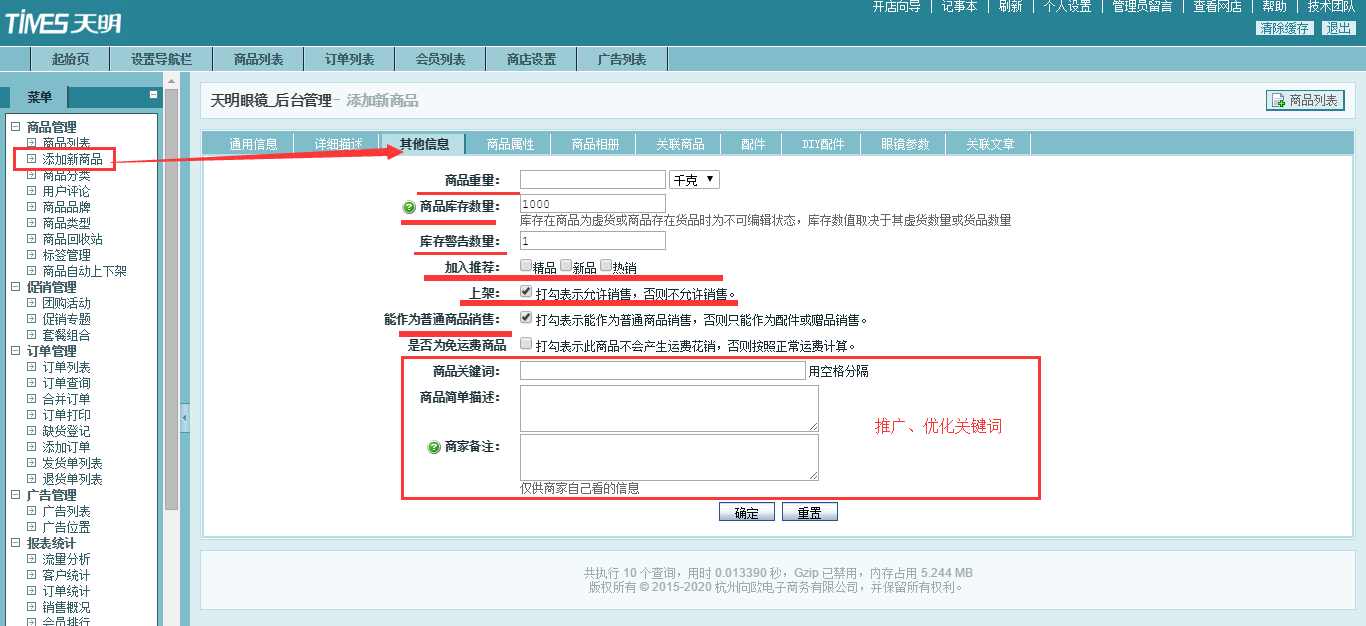 TIMES 天明
开店向导 记事本 刷新 个人设置 管理员留言 查看网店 帮助 技术团队
清除缓存 退出
起始页 设置导航栏 商品列表 订单列表 会员列表 商店设置 广告列表
菜单
商品管理
商品列表
添加新商品
商品分类
用户评论
商品品牌
商品类型
商品回收站
标签管理
商品自动上下架
促销管理
团购活动
促销专题
套餐组合
订单管理
订单列表
订单查询
合并订单
订单打印
缺货登记
添加订单
发货单列表
退货单列表
广告管理
广告列表
广告位置
报表统计
流量分析
客户统计
订单统计
销售概况
会员排行
天明眼镜_后台管理- 添加新商品
商品列表
通用信息 详细描述 其他信息 商品属性 商品相册 关联商品 配件 DIY配件 眼镜参数 关联文章
商品重量： 千克
商品库存数量： 1000
库存在商品为虚货或商品存在货品时为不可编辑状态，库存数值取决于其虚货数量或货品数量
库存警告数量： 1
加入推荐： 精品 新品 热销
上架： 打勾表示允许销售，否则不允许销售。
能作为普通商品销售： 打勾表示能作为普通商品销售，否则只能作为配件或赠品销售。
是否为免运费商品 打勾表示此商品不会产生运费花销，否则按照正常运费计算。
商品关键词： 用空格分隔
商品简单描述：
推广、优化关键词
商家备注：
仅供商家自己看的信息
确定 重置
共执行 10 个查询，用时 0.013390 秒，Gzip 已禁用，内存占用 5.244 MB
版权所有 © 2015-2020 杭州向欧电子商务有限公司，并保留所有权利。